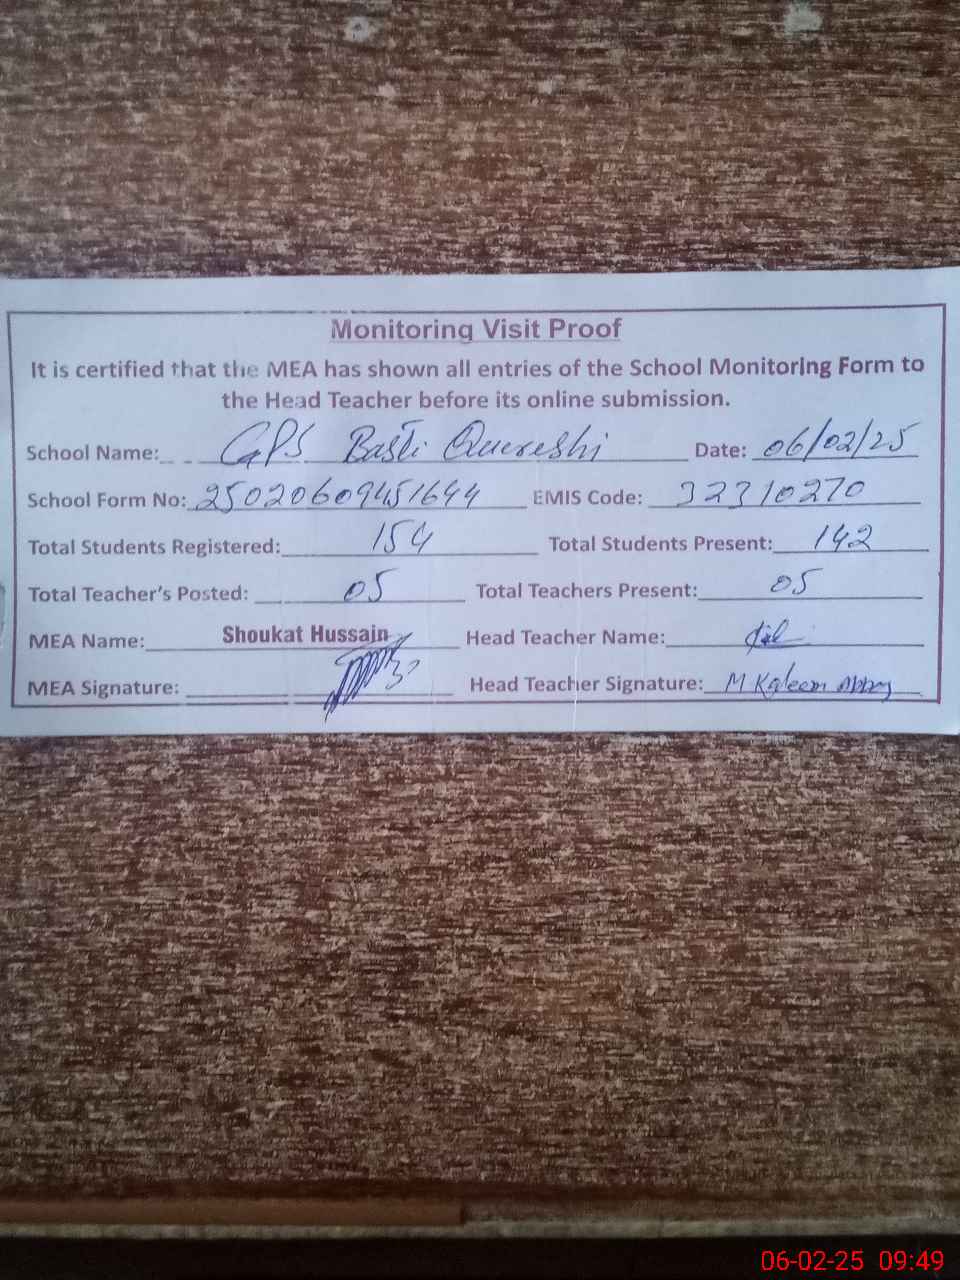 Monitoring Visit Proof
It is certified that the MEA has shown all entries of the School Monitoring Form to
the Head Teacher before its online submission.
School Name: GPS Basti Quereshi Date: 06/02/25
School Form No: 25020609451644 EMIS Code: 32310270
Total Students Registered: 154 Total Students Present: 142
Total Teacher's Posted: 05 Total Teachers Present: 05
MEA Name: Shoukat Hussain Head Teacher Name:
MEA Signature: Head Teacher Signature: M Kaleem Abbas
06-02-25 09:49